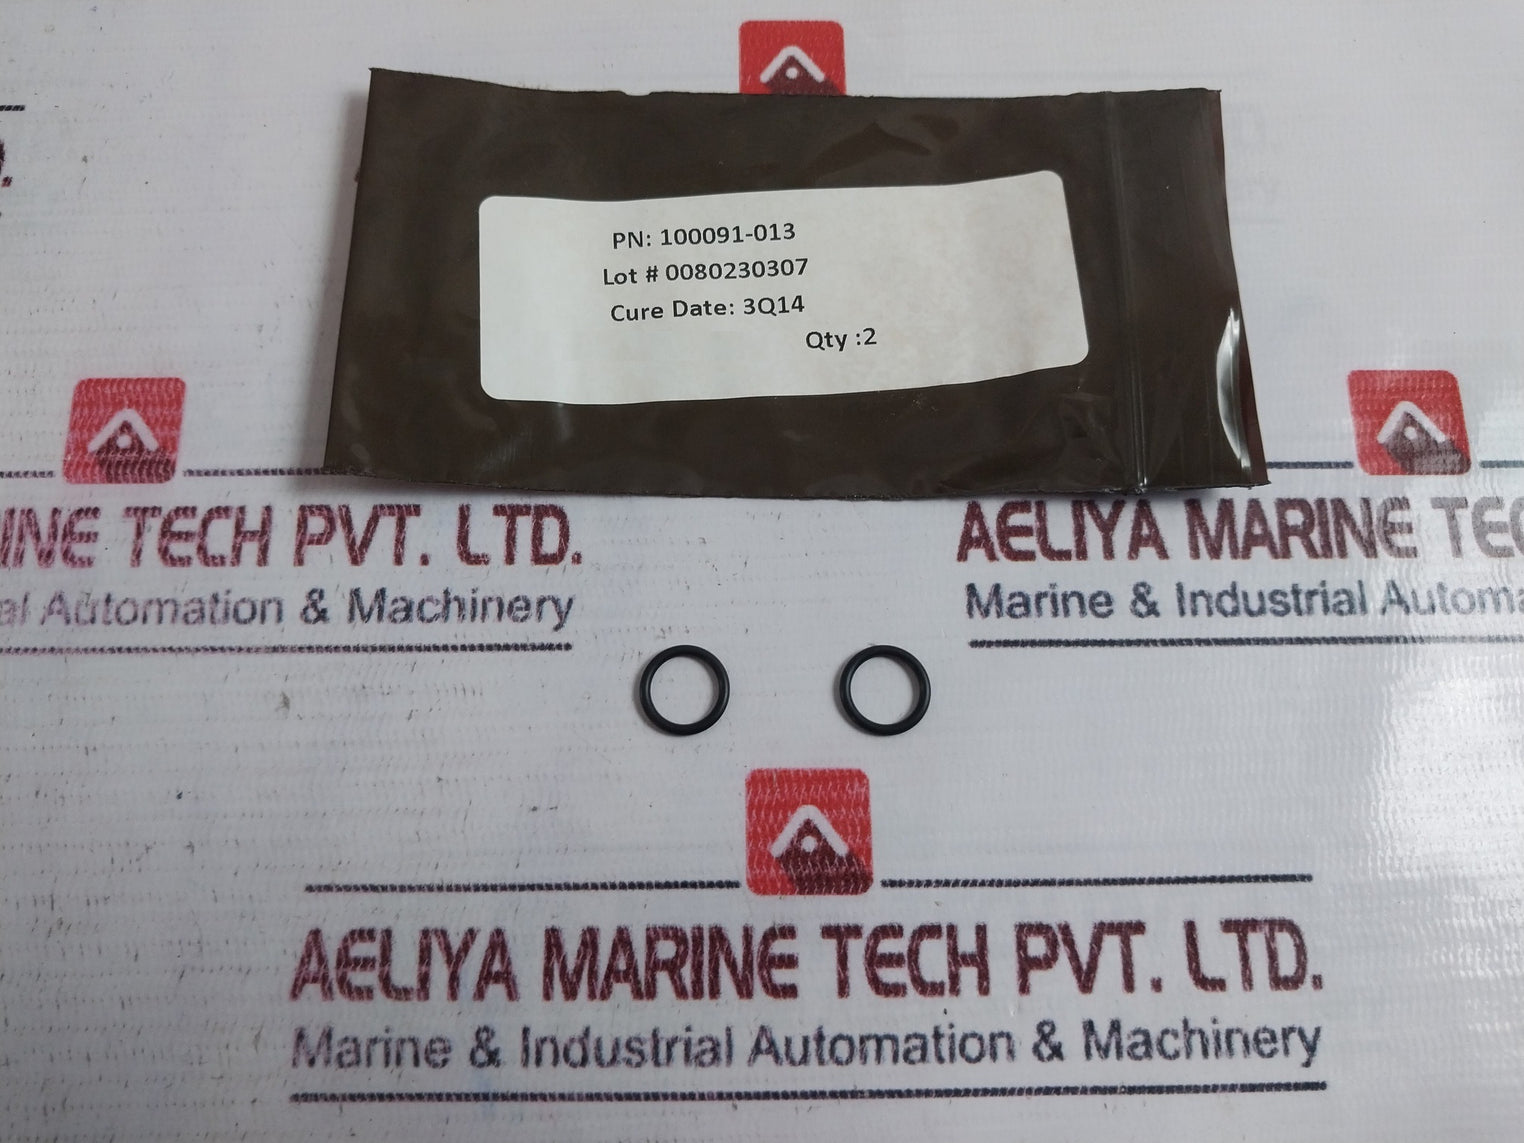 D.
PN: 100091-013
Lot # 0080230307
Cure Date: 3Q14
Qty :2
INE TECH PVT. LTD.
al Automation & Machinery
AELIYA MARINE TEC
Marine & Industrial Automa
AELIYA MARINE TECH PVT. LTD.
Marine & Industrial Automation & Machinery